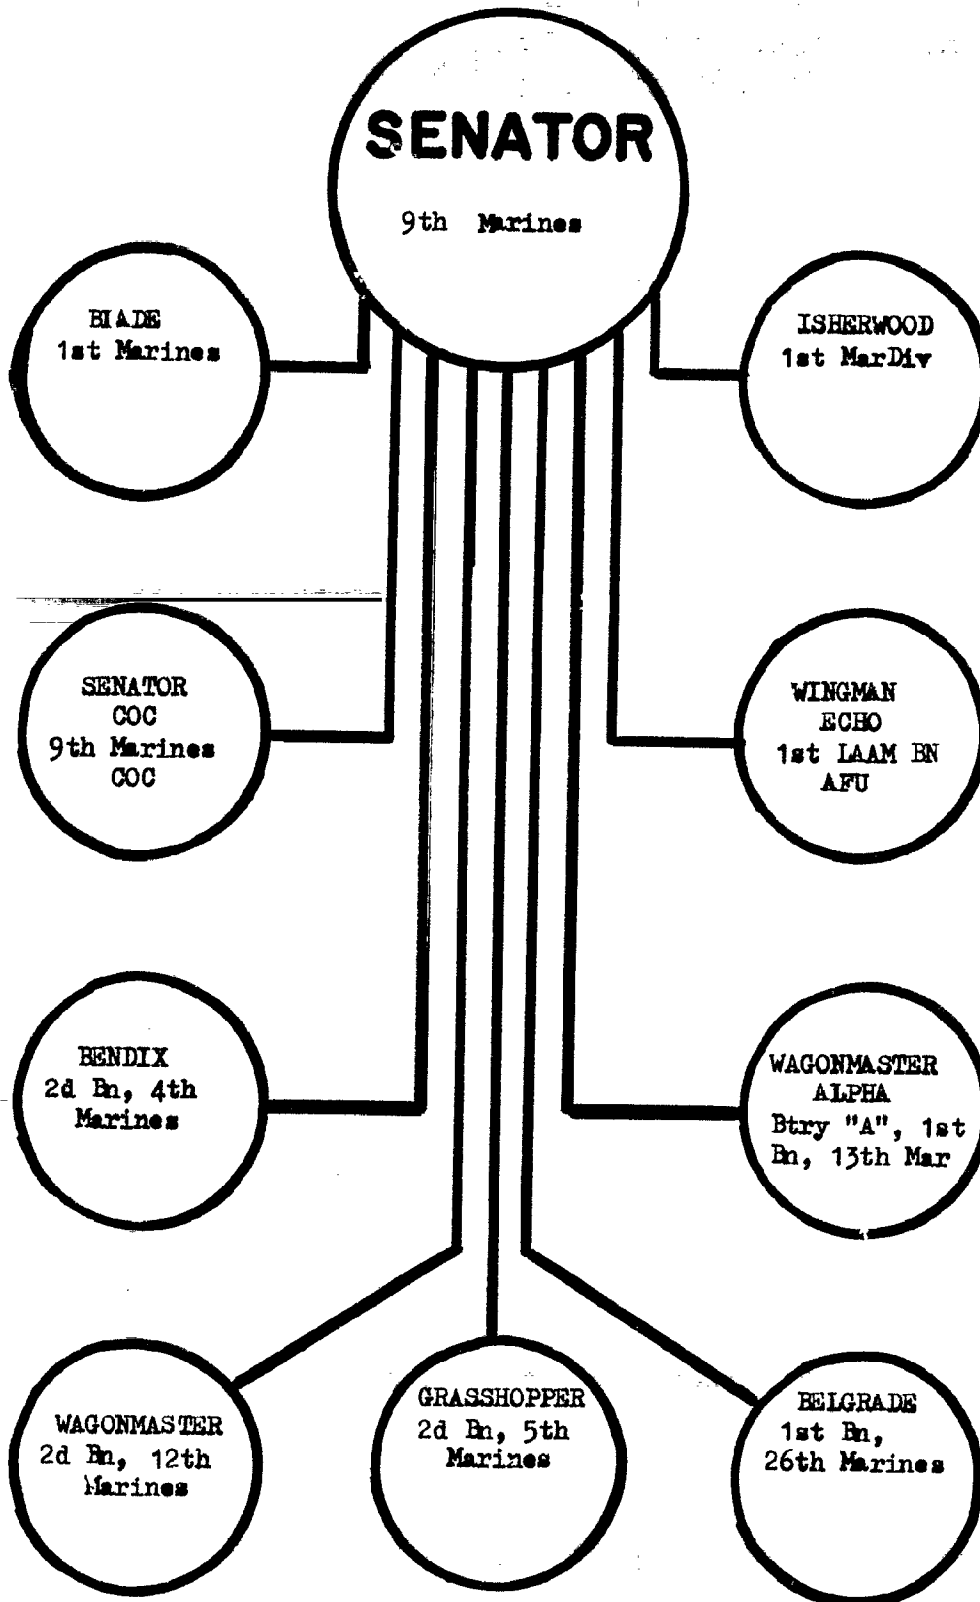 SENATOR
9th Marines
BIADE
1st Marines
ISHERWOOD
1st MarDiv
SENATOR
COC
9th Marines
COC
WINGMAN
ECHO
1st LAAM BN
AFU
BENDIX
2d Bn, 4th
Marines
WAGONMASTER
ALPHA
Btry "A", 1st
Bn, 13th Mar
WAGONMASTER
2d Bn, 12th
Marines
GRASSHOPPER
2d Bn, 5th
Marines
BELGRADE
1st Bn,
26th Marines